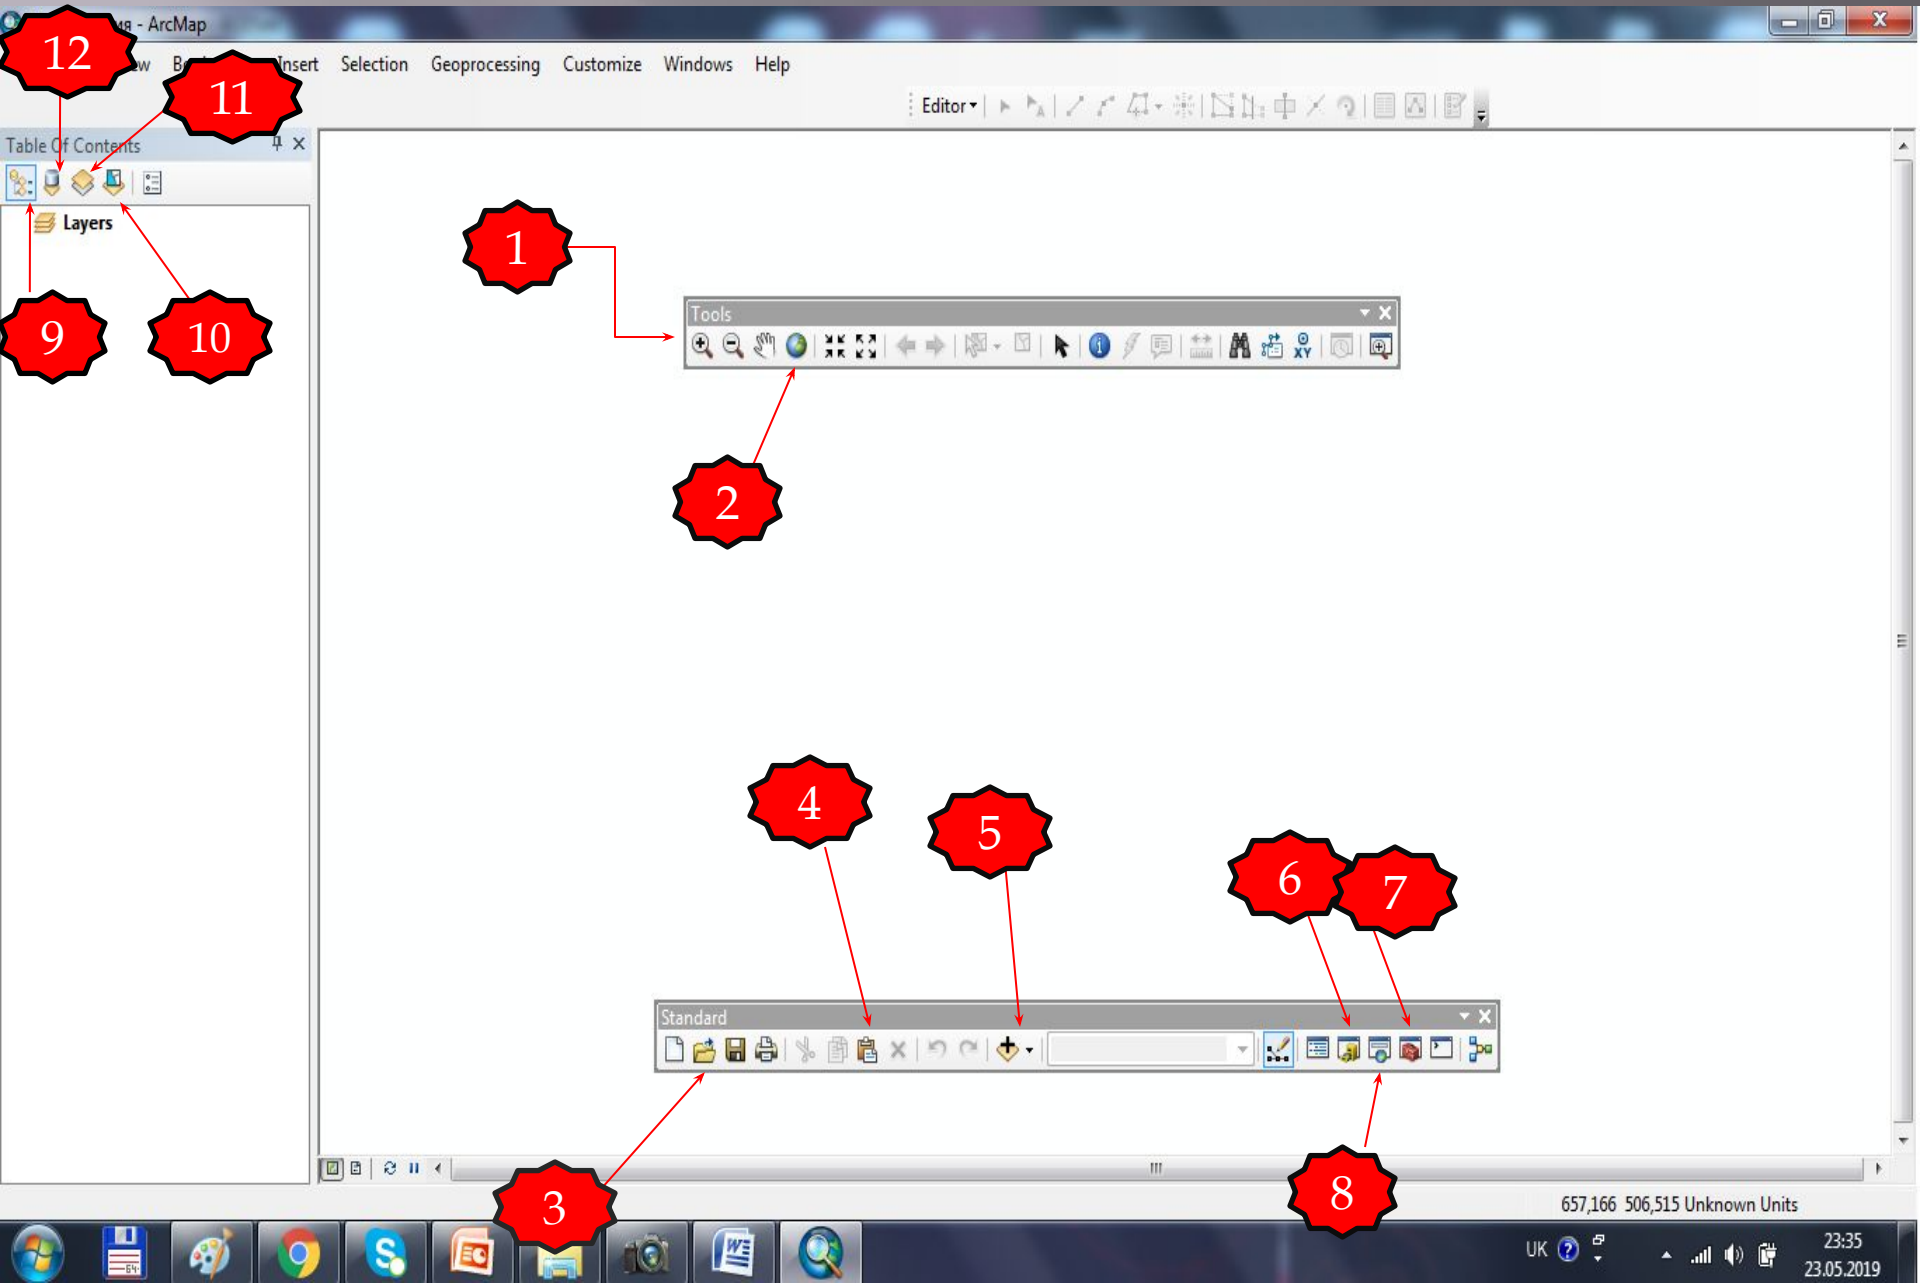 - ArcMap
12
Insert Selection Geoprocessing Customize Windows Help
11
Editor
Table Of Contents
Layers
1
Tools
XY
9
10
2
4
5
6
7
Standard
8
3
657,166 506,515 Unknown Units
UK
23:35
23.05.2019